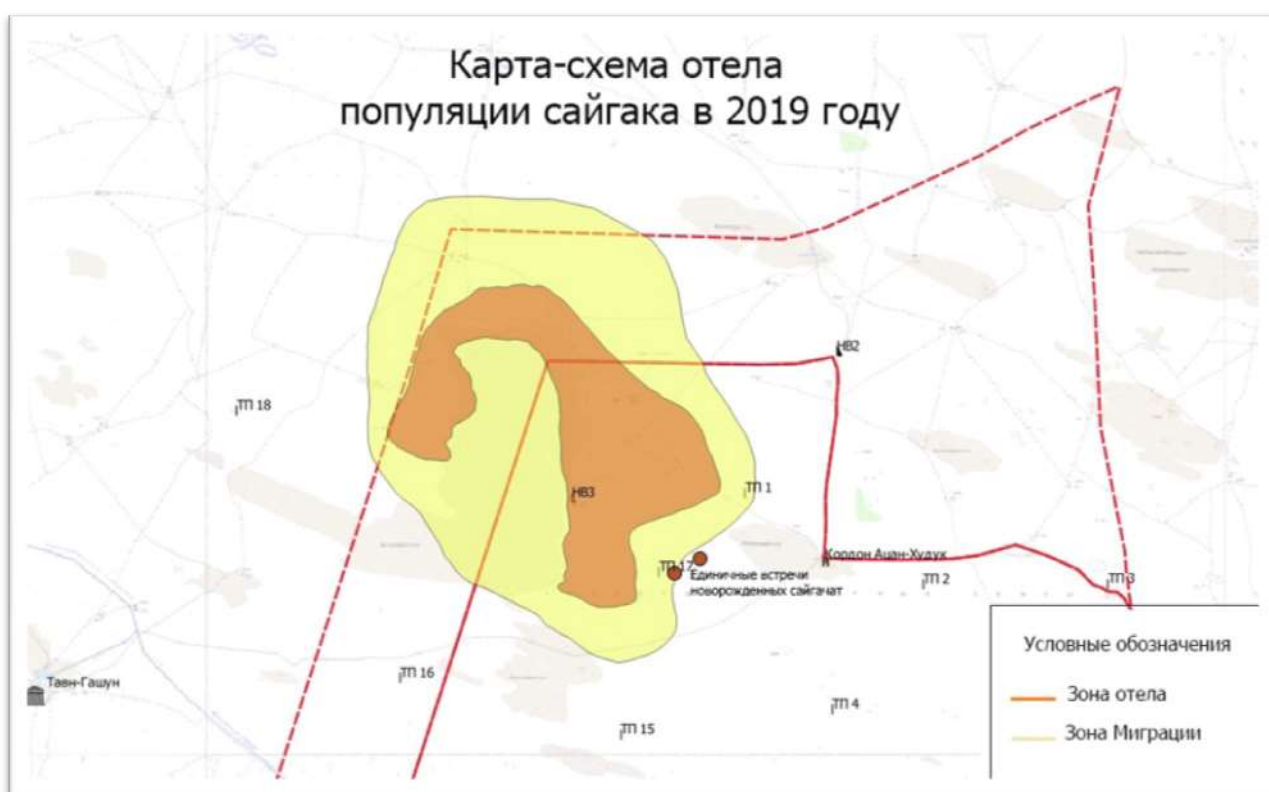 Карта-схема отела
популяции сайгака в 2019 году
НВ2
ТП 18
ТП 1
НВ3
Кордон Ацан-Худук
ТП 17
Единичные встречи
новорожденных сайгачат
ТП 2
ТП 3
Условные обозначения
ТП 16
Тавн-Гашун
Зона отела
ТП 4
ТП 15
Зона Миграции